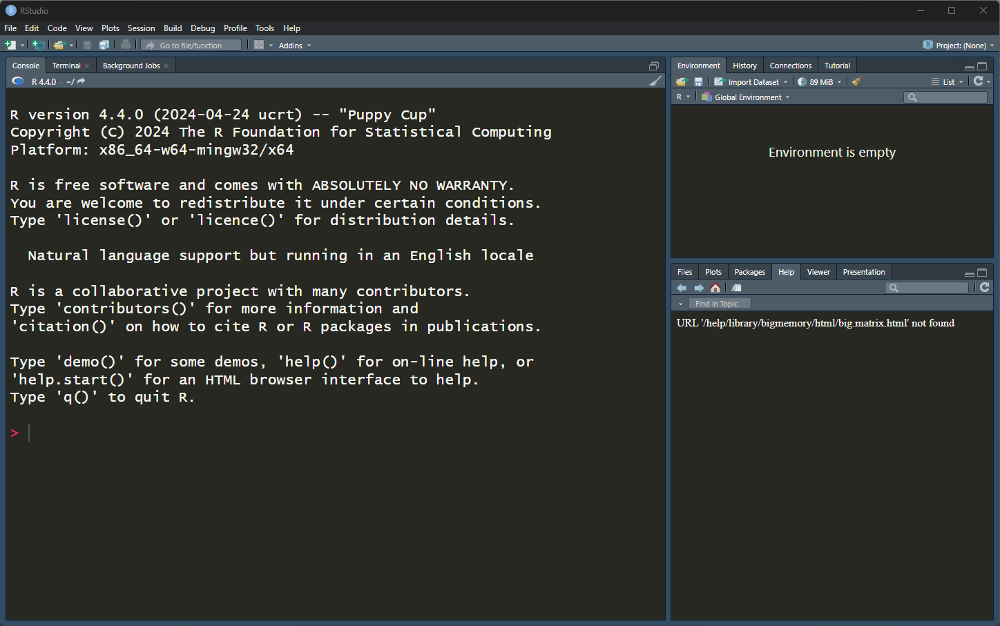 RStudio
File Edit Code View Plots Session Build Debug Profile Tools Help
Go to file/function Addins Project: (None)
Console Terminal Background Jobs
R 4.4.0 · ~/
R version 4.4.0 (2024-04-24 ucrt) -- "Puppy Cup"
Copyright (C) 2024 The R Foundation for Statistical Computing
Platform: x86_64-w64-mingw32/x64
R is free software and comes with ABSOLUTELY NO WARRANTY.
You are welcome to redistribute it under certain conditions.
Type 'license()' or 'licence()' for distribution details.
Natural language support but running in an English locale
R is a collaborative project with many contributors.
Type 'contributors()' for more information and
'citation()' on how to cite R or R packages in publications.
Type 'demo()' for some demos, 'help()' for on-line help, or
'help.start()' for an HTML browser interface to help.
Type 'q()' to quit R.
>
Environment History Connections Tutorial
Import Dataset 89 MiB List
R Global Environment
Environment is empty
Files Plots Packages Help Viewer Presentation
Find in Topic
URL '/help/library/bigmemory/html/big.matrix.html' not found